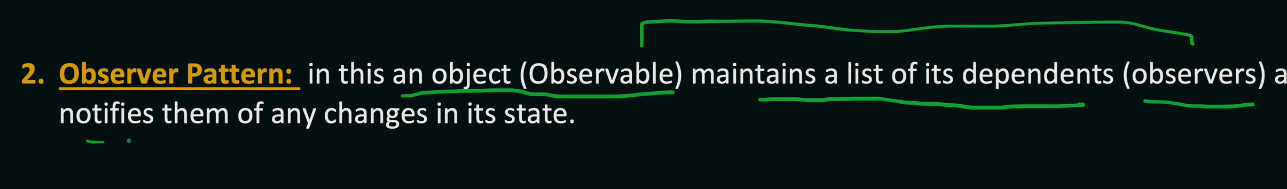 2. Observer Pattern: in this an object (Observable) maintains a list of its dependents (observers) a
notifies them of any changes in its state.